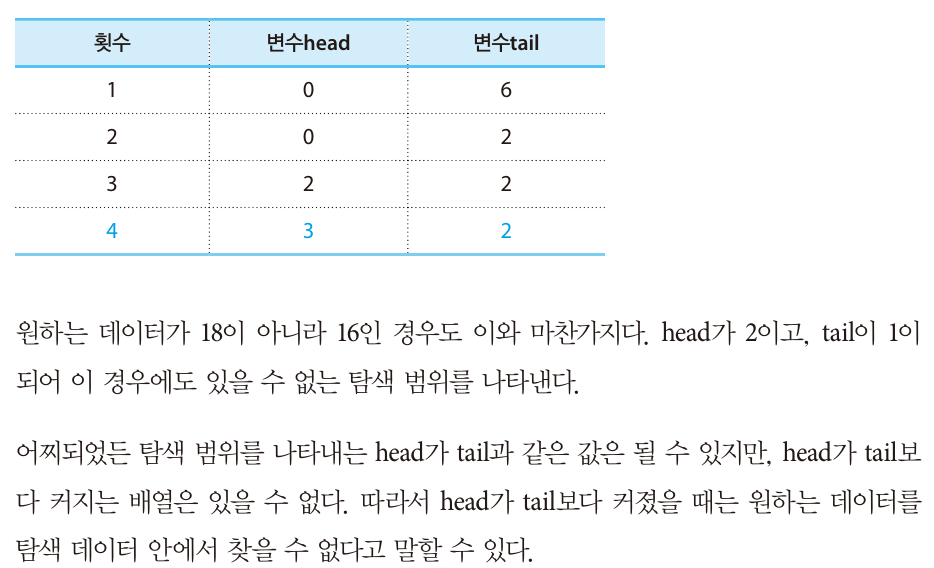 횟수 변수head 변수tail
1 0 6
2 0 2
3 2 2
4 3 2
원하는 데이터가 18이 아니라 16인 경우도 이와 마찬가지다. head가 2이고, tail이 1이
되어 이 경우에도 있을 수 없는 탐색 범위를 나타낸다.
어찌되었든 탐색 범위를 나타내는 head가 tail과 같은 값은 될 수 있지만, head가 tail보
다 커지는 배열은 있을 수 없다. 따라서 head가 tail보다 커졌을 때는 원하는 데이터를
탐색 데이터 안에서 찾을 수 없다고 말할 수 있다.